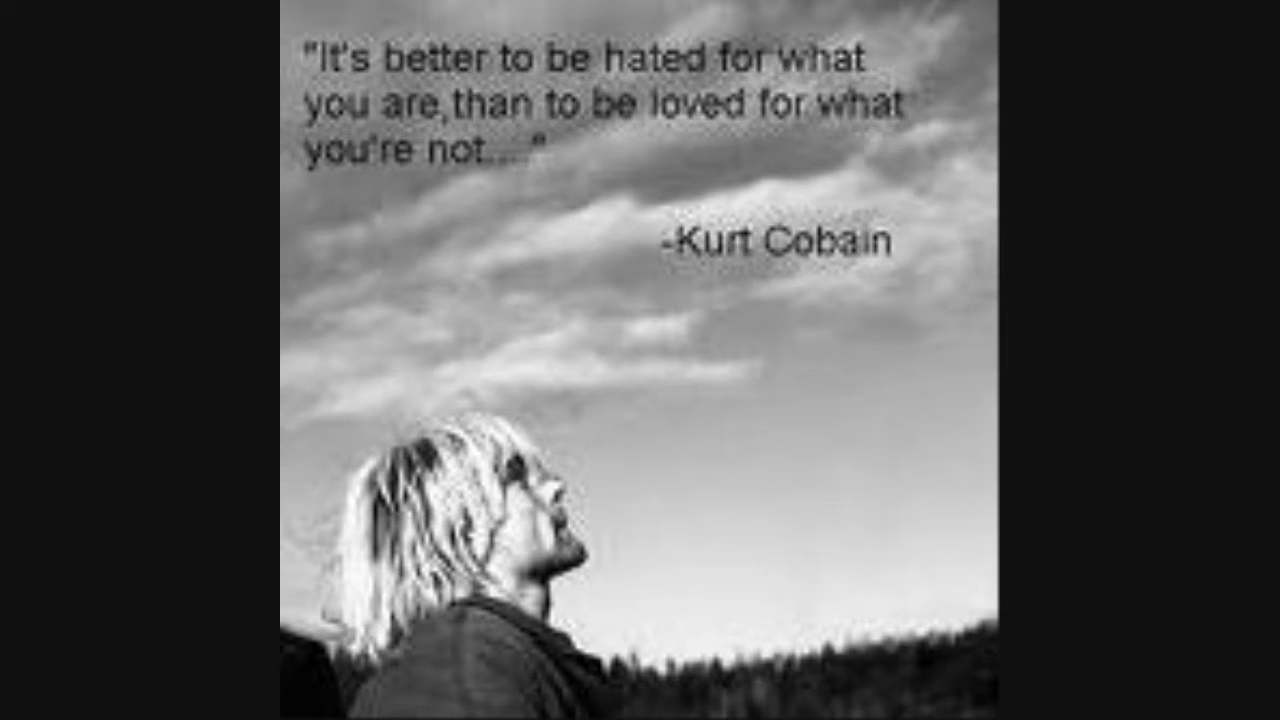 "It's better to be hated for what
you are,than to be loved for what
you're not....."
-Kurt Cobain